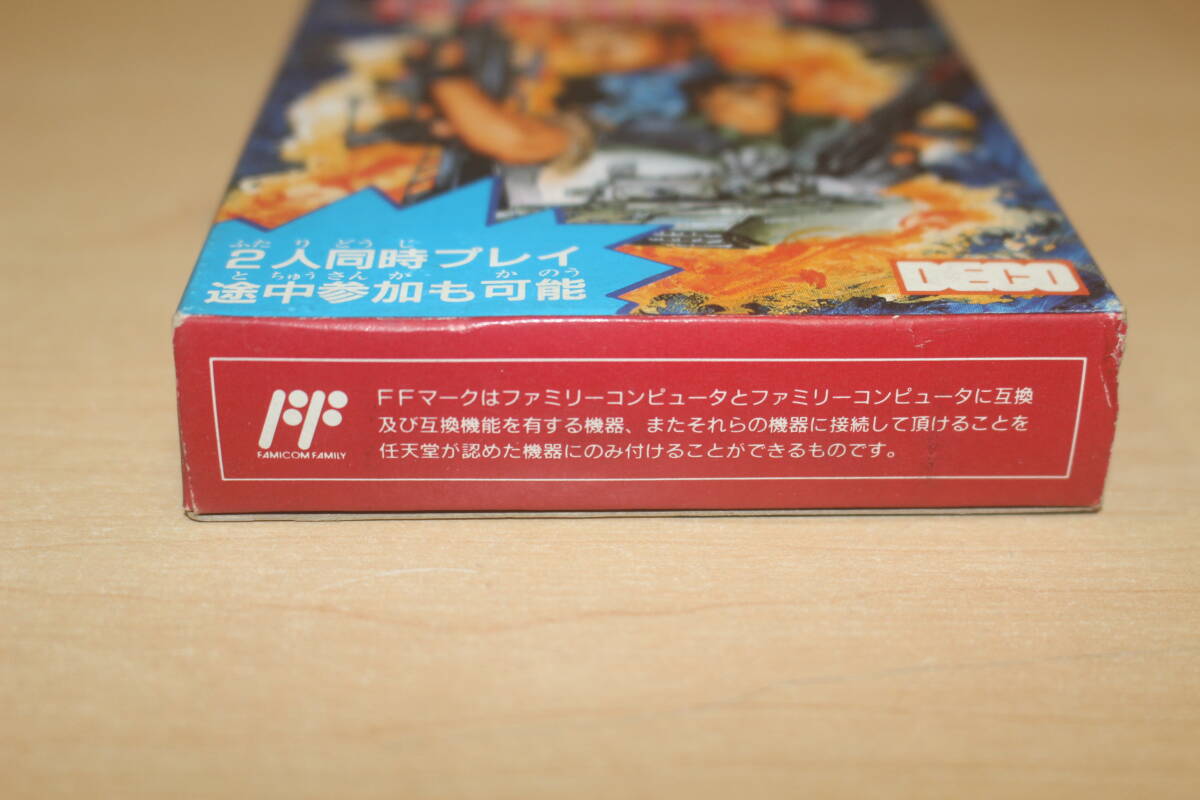 ふたり どうじ
2人同時プレイ
とちゅうさんか かのう
途中参加も可能
DECO
FF
FAMICOM FAMILY
FFマークはファミリーコンピュータとファミリーコンピュータに互換
及び互換機能を有する機器、またそれらの機器に接続して頂けることを
任天堂が認めた機器にのみ付けることができるものです。